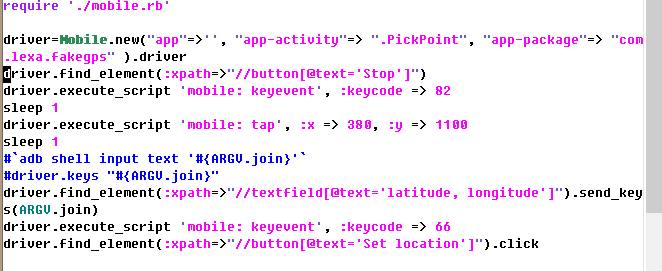 require './mobile.rb'
driver=Mobile.new("app"=>'', "app-activity"=> ".PickPoint", "app-package"=> "com
.lexa.fakegps" ).driver
driver.find_element(:xpath=>"//button[@text='Stop']")
driver.execute_script 'mobile: keyevent', :keycode => 82
sleep 1
driver.execute_script 'mobile: tap', :x => 380, :y => 1100
sleep 1
#`adb shell input text '#{ARGV.join}'`
#driver.keys "#{ARGV.join}"
driver.find_element(:xpath=>"//textfield[@text='latitude, longitude']").send_key
s(ARGV.join)
driver.execute_script 'mobile: keyevent', :keycode => 66
driver.find_element(:xpath=>"//button[@text='Set location']").click